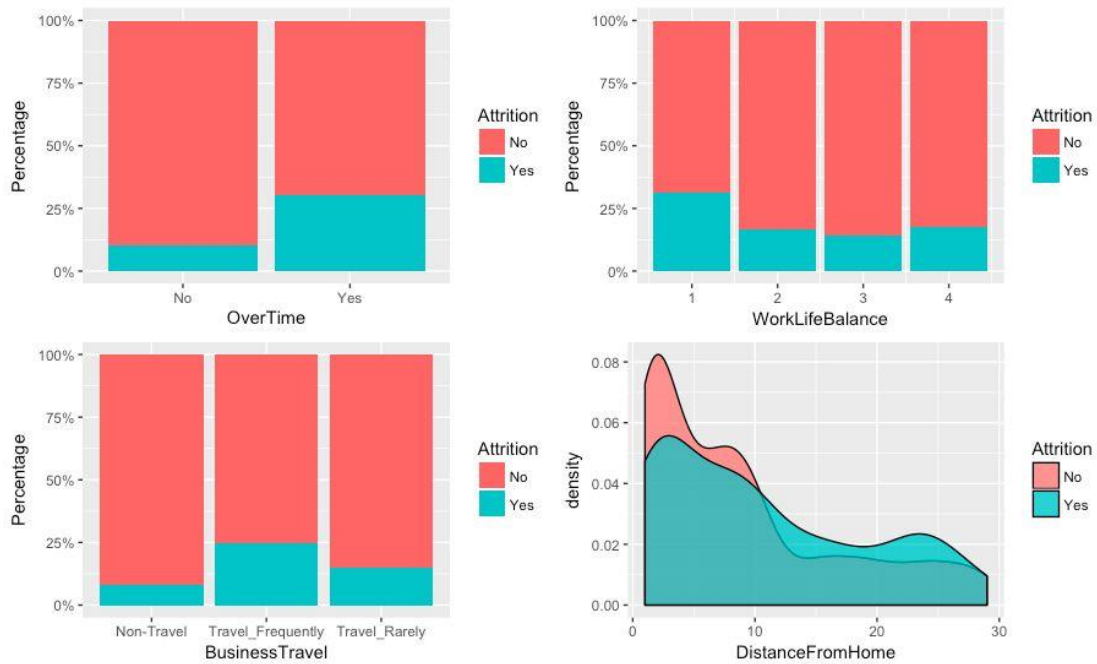 100%
75%
50%
25%
0%
Percentage
No
Yes
OverTime
Attrition
No
Yes
100%
75%
50%
25%
0%
Percentage
1
2
3
4
WorkLifeBalance
Attrition
No
Yes
100%
75%
50%
25%
0%
Percentage
Non-Travel
Travel_Frequently
Travel_Rarely
BusinessTravel
Attrition
No
Yes
0.08
0.06
0.04
0.02
0.00
density
0
10
20
30
DistanceFromHome
Attrition
No
Yes